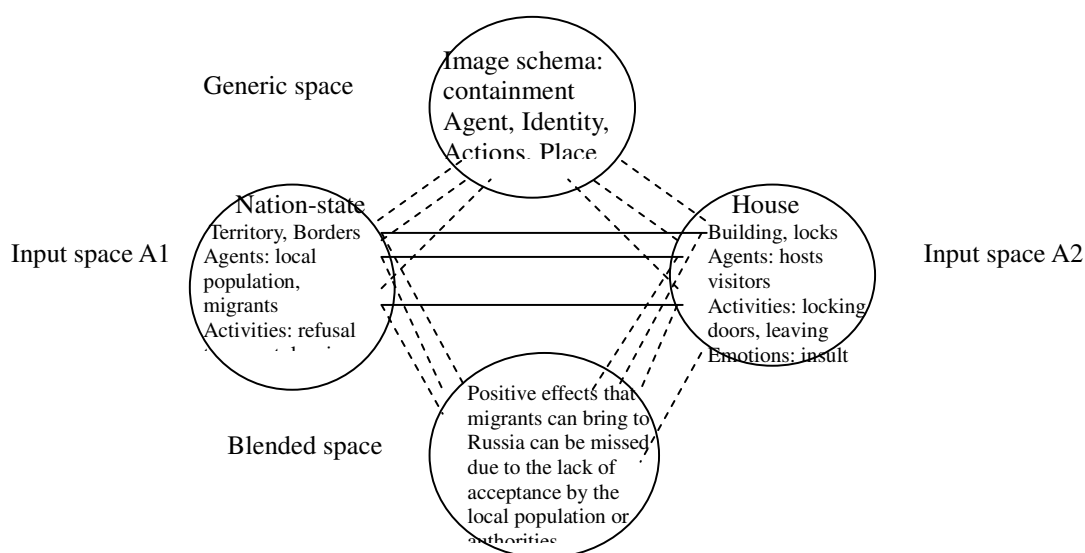 Generic space
Image schema:
containment
Agent, Identity,
Actions, Place
Input space A1
Nation-state
Territory, Borders
Agents: local
population,
migrants
Activities: refusal
House
Building, locks
Agents: hosts
visitors
Activities: locking
doors, leaving
Emotions: insult
Input space A2
Blended space
Positive effects that
migrants can bring to
Russia can be missed
due to the lack of
acceptance by the
local population or
authorities